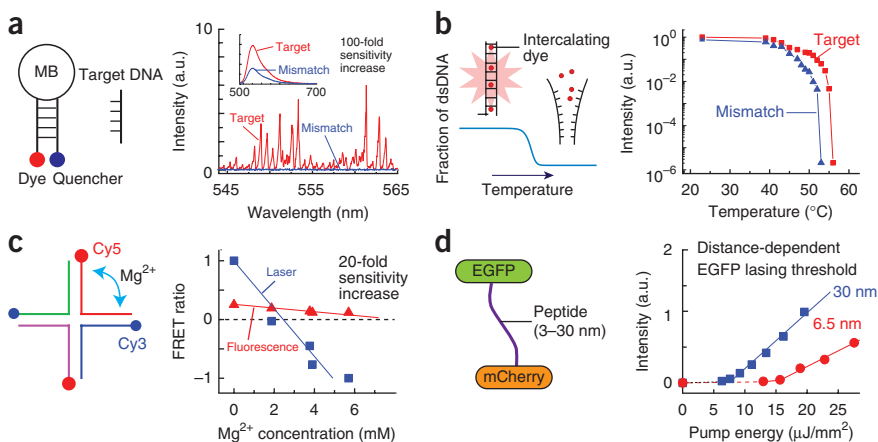 a
MB
Target DNA
Dye Quencher
Intensity (a.u.)
10
0
100-fold
sensitivity
increase
Target
Mismatch
500 700
Target
Mismatch
545 555 565
Wavelength (nm)
b
Intercalating
dye
Fraction of dsDNA
Temperature
Intensity (a.u.)
10⁰
10⁻²
10⁻⁴
10⁻⁶
Target
Mismatch
20 30 40 50 60
Temperature (°C)
c
Cy5
Mg²⁺
Cy3
FRET ratio
1
0
–1
Laser
20-fold
sensitivity
increase
Fluorescence
0 2 4 6
Mg²⁺ concentration (mM)
d
EGFP
Peptide
(3–30 nm)
mCherry
Intensity (a.u.)
2
1
0
Distance-dependent
EGFP lasing threshold
30 nm
6.5 nm
0 5 10 15 20 25
Pump energy (μJ/mm²)